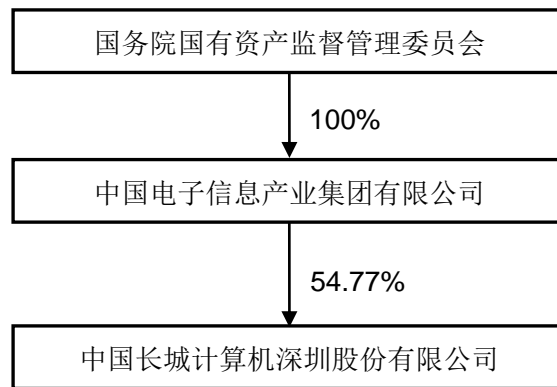 国务院国有资产监督管理委员会
100%
中国电子信息产业集团有限公司
54.77%
中国长城计算机深圳股份有限公司